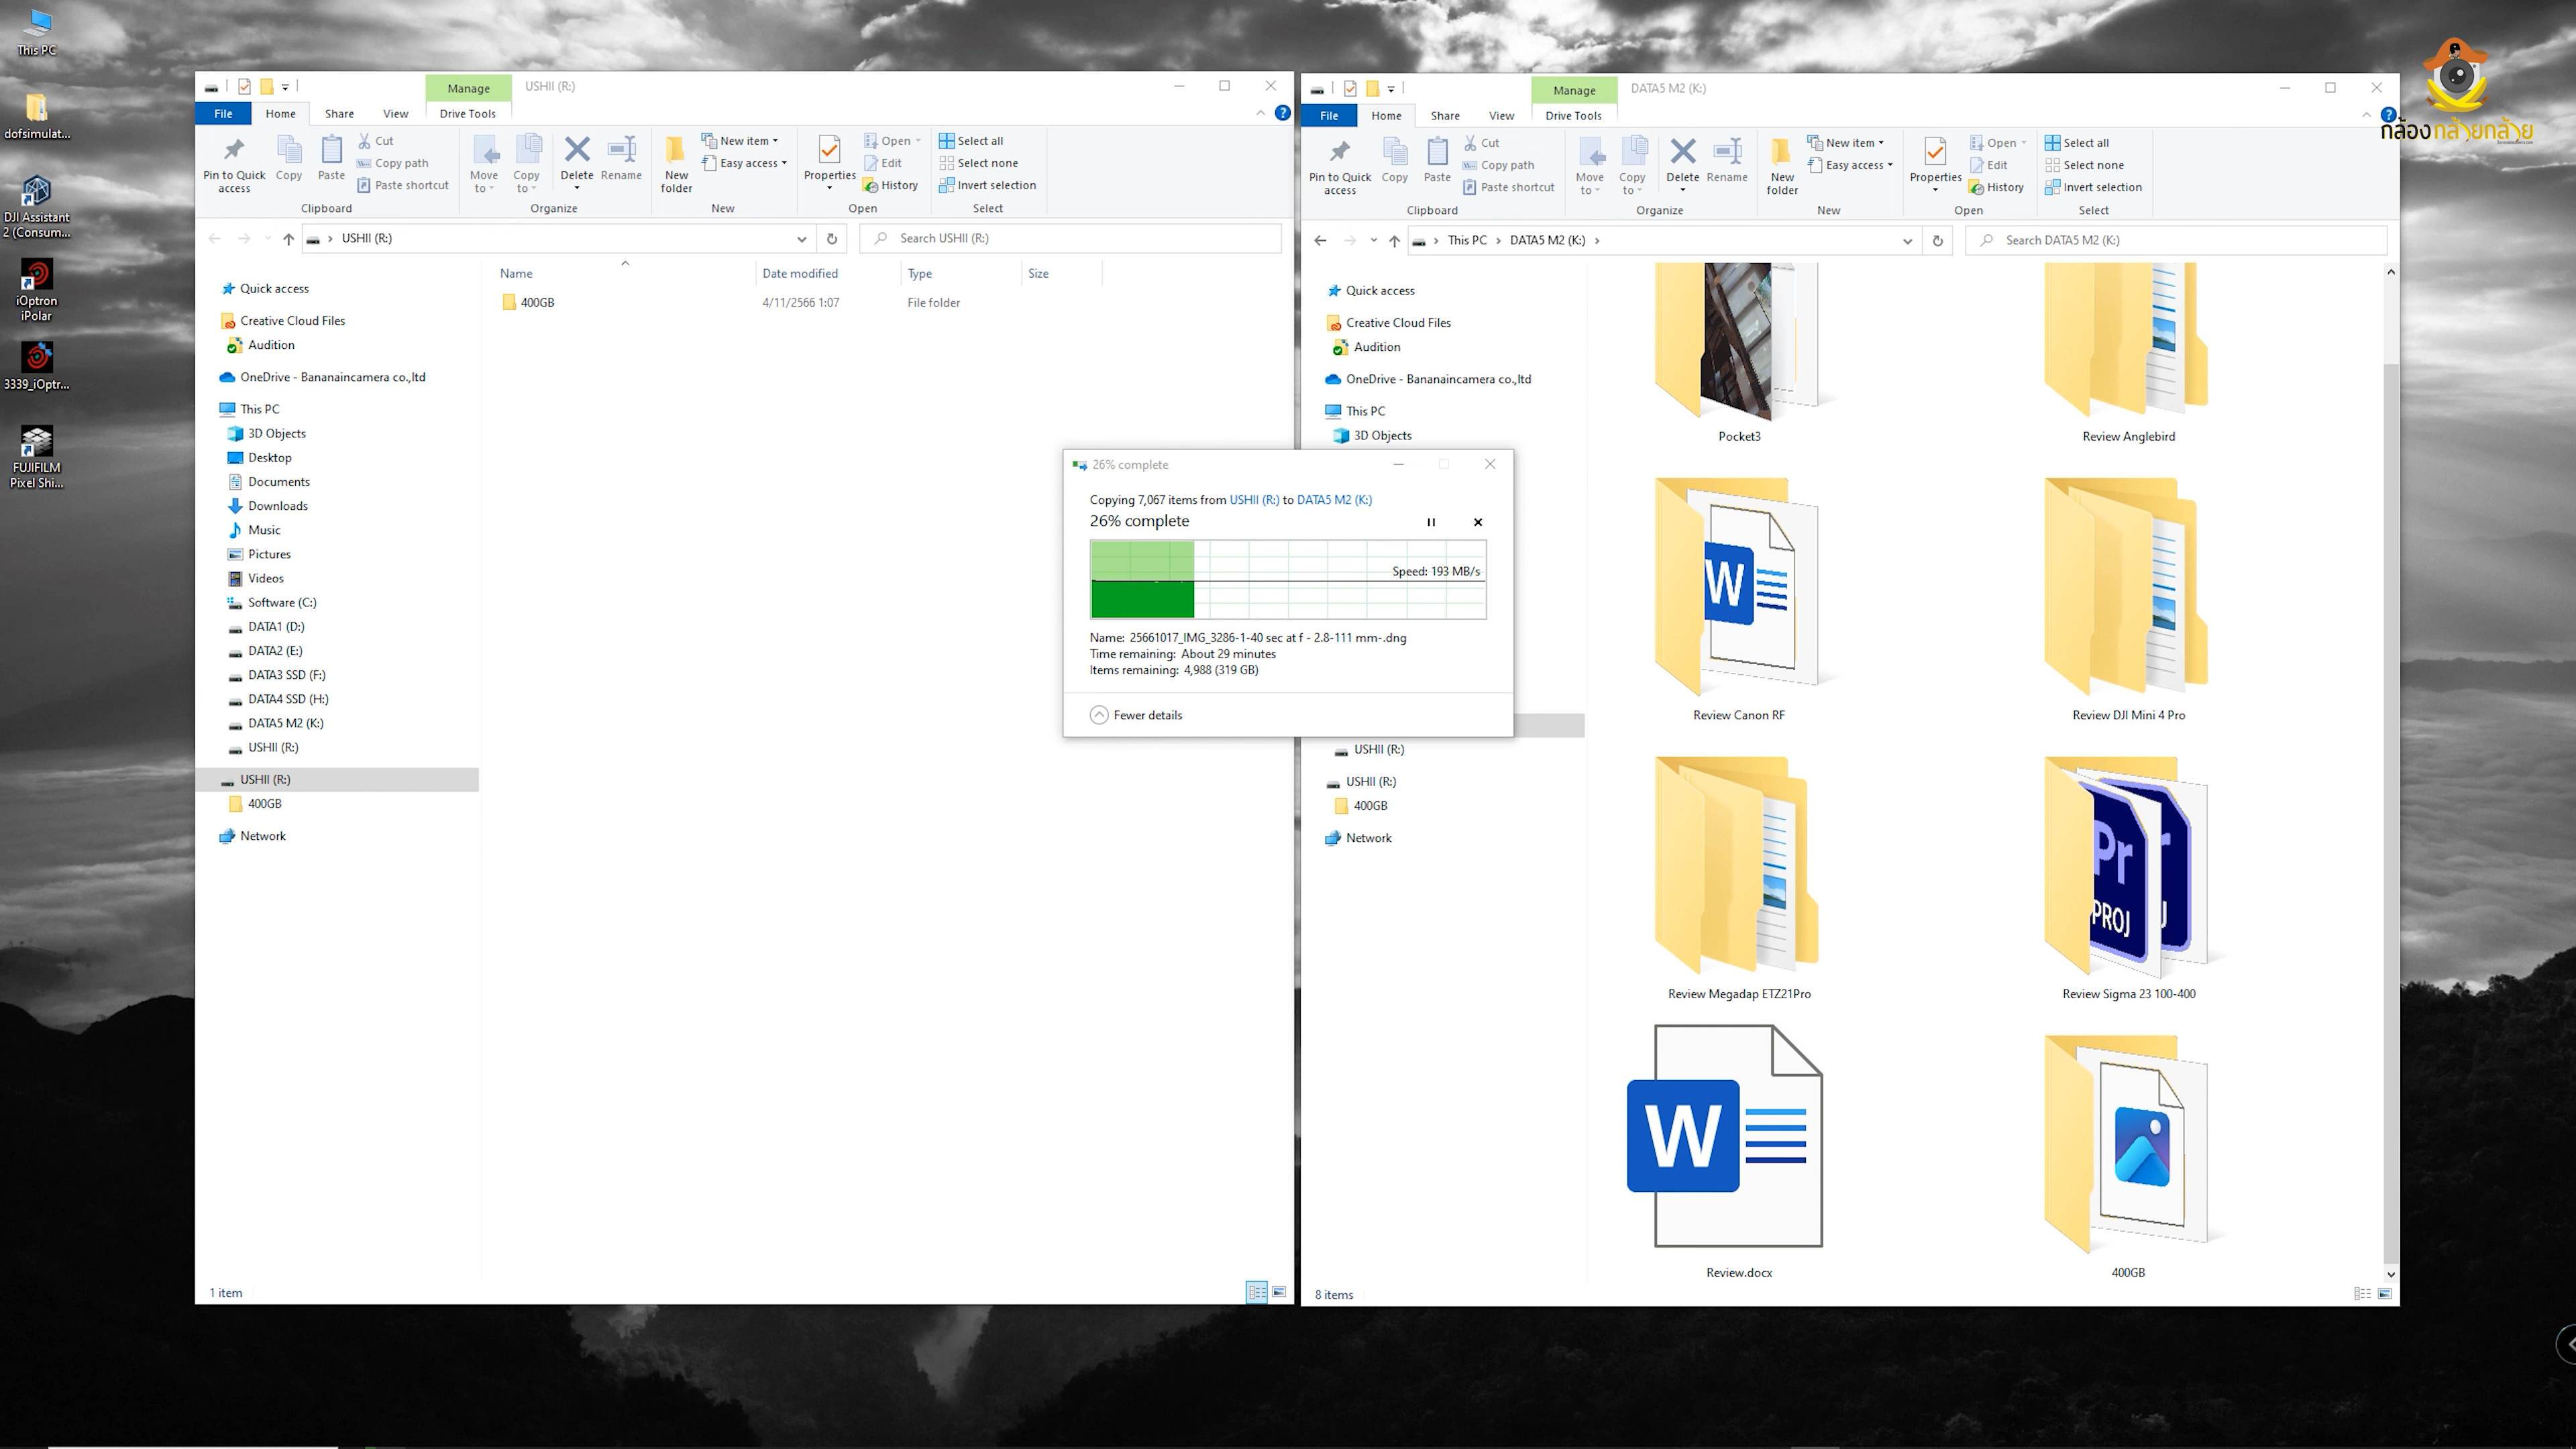 This PC
dofsimulat...
DJI Assistant
2 (Consum...
iOptron
iPolar
3339_iOptr...
FUJIFILM
Pixel Shi...
Manage
USHII (R:)
File
Home
Share
View
Drive Tools
Pin to Quick
access
Copy
Paste
Cut
Copy path
Paste shortcut
Move
to
Copy
to
Delete
Rename
New
folder
New item
Easy access
Properties
Open
Edit
History
Select all
Select none
Invert selection
Clipboard
Organize
New
Open
Select
USHII (R:)
Search USHII (R:)
Name
Date modified
Type
Size
400GB
4/11/2566 1:07
File folder
Quick access
Creative Cloud Files
Audition
OneDrive - Bananaincamera co.,ltd
This PC
3D Objects
Desktop
Documents
Downloads
Music
Pictures
Videos
Software (C:)
DATA1 (D:)
DATA2 (E:)
DATA3 SSD (F:)
DATA4 SSD (H:)
DATA5 M2 (K:)
USHII (R:)
USHII (R:)
400GB
Network
1 item
Manage
DATA5 M2 (K:)
File
Home
Share
View
Drive Tools
Pin to Quick
access
Copy
Paste
Cut
Copy path
Paste shortcut
Move
to
Copy
to
Delete
Rename
New
folder
New item
Easy access
Properties
Open
Edit
History
Select all
Select none
Invert selection
Clipboard
Organize
New
Open
Select
This PC
DATA5 M2 (K:)
Search DATA5 M2 (K:)
Quick access
Creative Cloud Files
Audition
OneDrive - Bananaincamera co.,ltd
This PC
3D Objects
USHII (R:)
USHII (R:)
400GB
Network
Pocket3
Review Anglebird
W
Review Canon RF
Review DJI Mini 4 Pro
Review Megadap ETZ21Pro
Pr
PROJ
Review Sigma 23 100-400
W
Review.docx
400GB
8 items
26% complete
Copying 7,067 items from USHII (R:) to DATA5 M2 (K:)
26% complete
Speed: 193 MB/s
Name: 25661017_IMG_3286-1-40 sec at f - 2.8-111 mm-.dng
Time remaining: About 29 minutes
Items remaining: 4,988 (319 GB)
Fewer details
กล้องกล้วยกล้วย